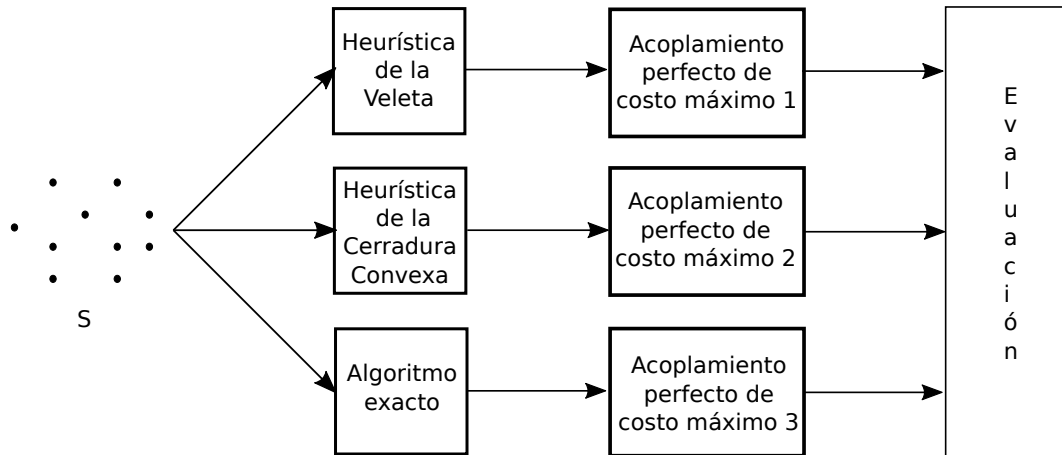 S
Heurística
de la
Veleta
Acoplamiento
perfecto de
costo máximo 1
Heurística
de la
Cerradura
Convexa
Acoplamiento
perfecto de
costo máximo 2
Algoritmo
exacto
Acoplamiento
perfecto de
costo máximo 3
Evaluación